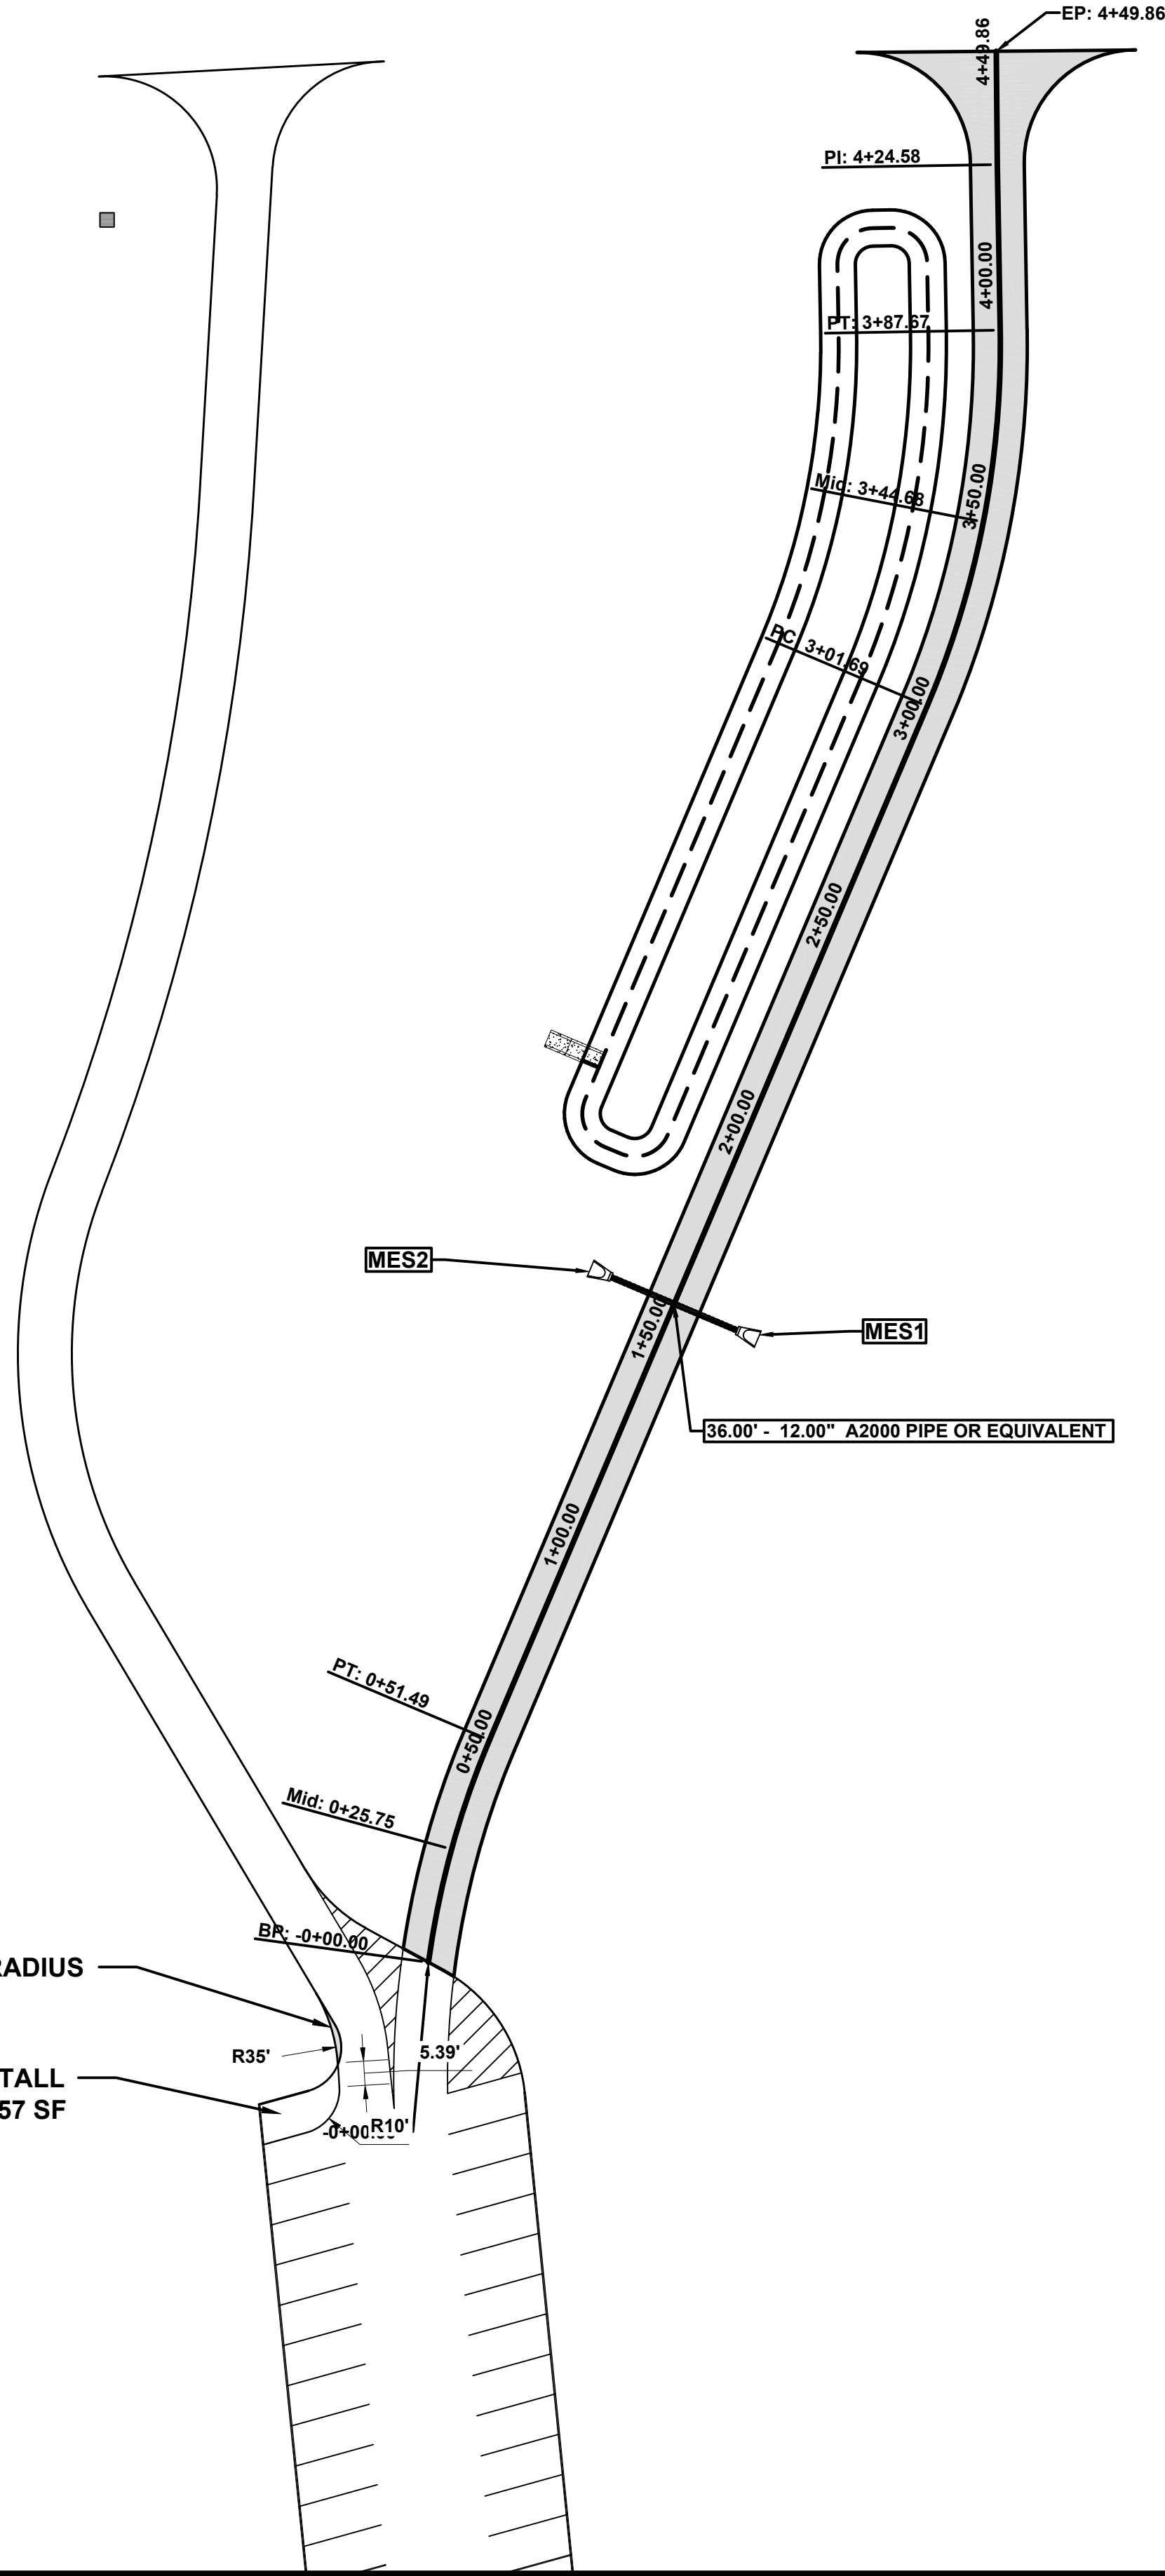 EP: 4+49.86
4+49.86
PI: 4+24.58
4+00.00
PT: 3+87.67
3+50.00
Mid: 3+44.68
PC: 3+01.69
3+00.00
2+50.00
2+00.00
MES2
1+50.00
MES1
36.00' - 12.00" A2000 PIPE OR EQUIVALENT
1+00.00
PT: 0+51.49
0+50.00
Mid: 0+25.75
BP: -0+00.00
RADIUS
R35'
5.39'
TALL
57 SF
R10'